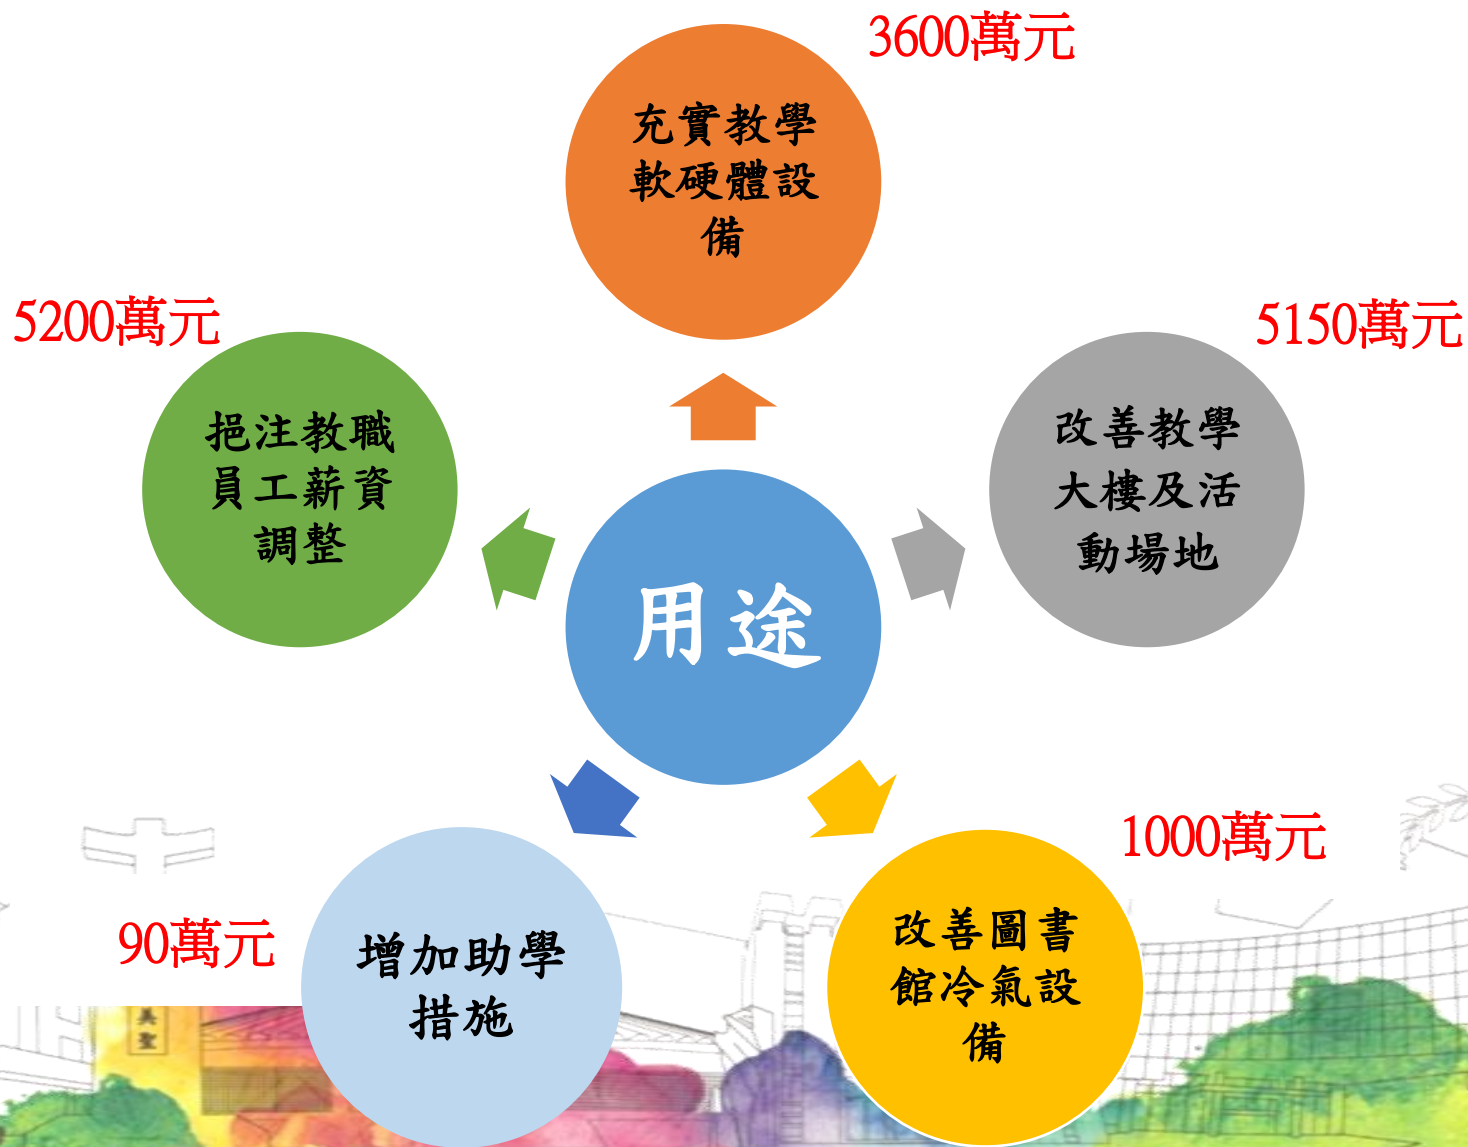 3600萬元
充實教學
軟硬體設
備
5200萬元
挹注教職
員工薪資
調整
5150萬元
改善教學
大樓及活
動場地
用途
90萬元
增加助學
措施
1000萬元
改善圖書
館冷氣設
備
美
聖